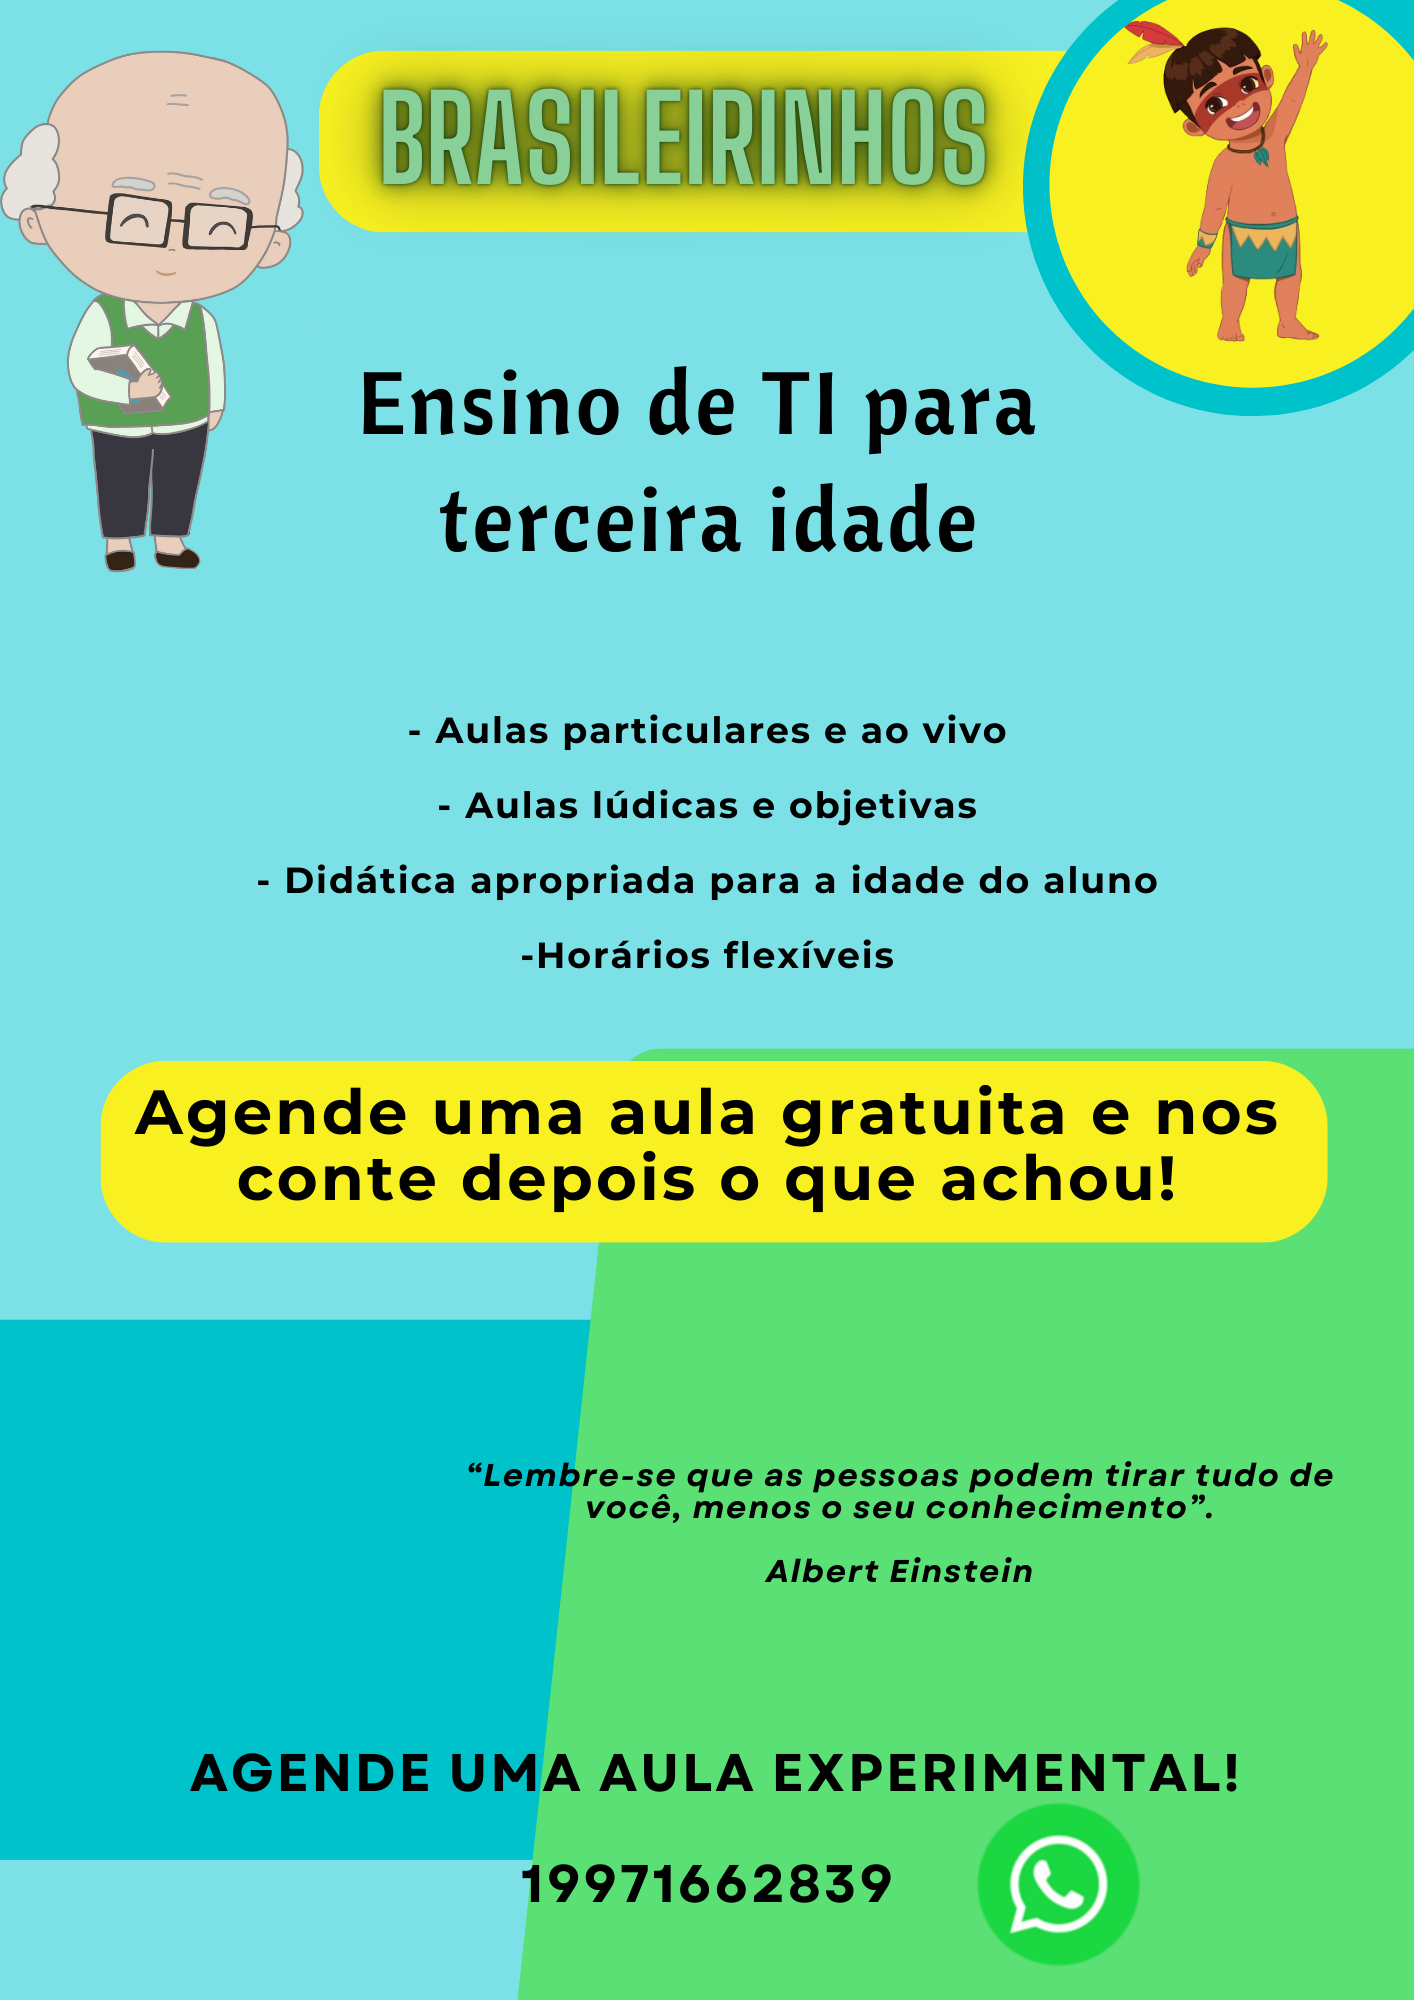 BRASILEIRINHOS
Ensino de TI para
terceira idade
- Aulas particulares e ao vivo
- Aulas lúdicas e objetivas
- Didática apropriada para a idade do aluno
-Horários flexíveis
Agende uma aula gratuita e nos
conte depois o que achou!
“Lembre-se que as pessoas podem tirar tudo de
você, menos o seu conhecimento”.
Albert Einstein
AGENDE UMA AULA EXPERIMENTAL!
19971662839